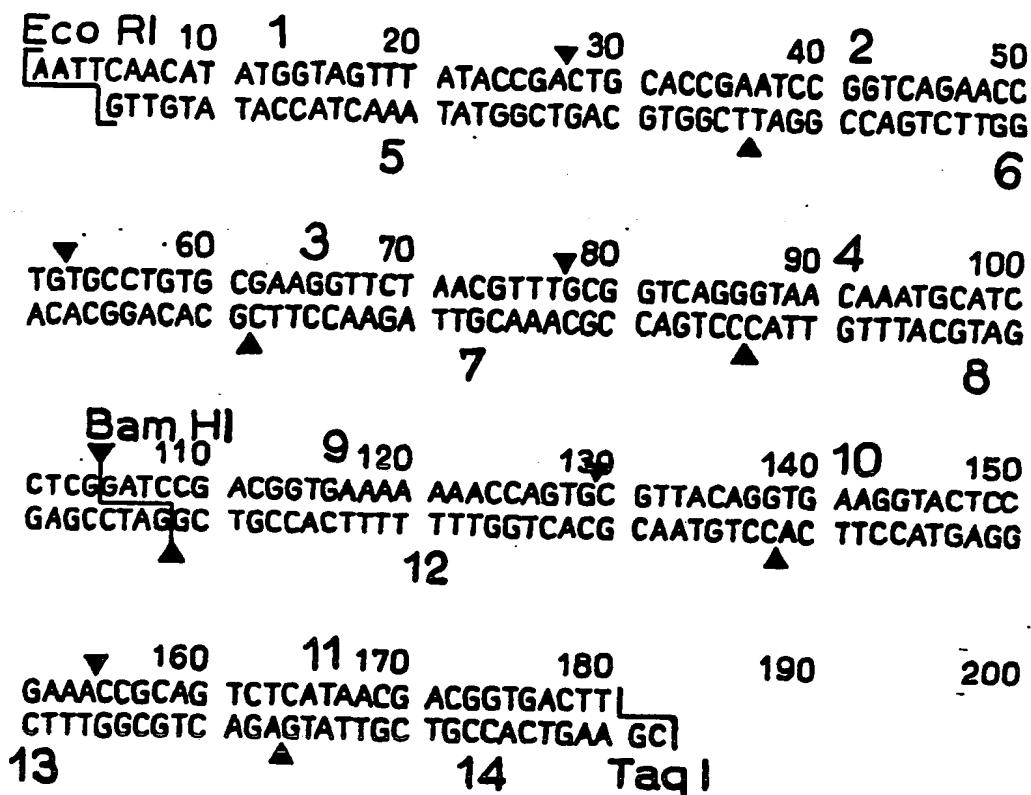 Eco RI 10 1 20 30 40 2 50
AATTCAACAT ATGGTAGTTT ATACCGACTG CACCGAATCC GGTCAGAACC
GTTGTA TACCATCAAA TATGGCTGAC GTGGCTTAGG CCAGTCTTGG
5 6
60 3 70 80 90 4 100
TGTGCCTGTG CGAAGGTTCT AACGTTTGCG GTCAGGGTAA CAAATGCATC
ACACGGACAC GCTTCCAAGA TTGCAAACGC CAGTCCCATT GTTTACGTAG
7 8
Bam HI 110 9 120 130 140 10 150
CTCGGATCCG ACGGTGAAAA AAACCAGTGC GTTACAGGTG AAGGTACTCC
GAGCCTAGGC TGCCACTTTT TTTGGTCACG CAATGTCCAC TTCCATGAGG
12
160 11 170 180 190 200
GAAACCGCAG TCTCATAACG ACGGTGACTT
CTTTGGCGTC AGAGTATTGC TGCCACTGAA GC
13 14 Taq I